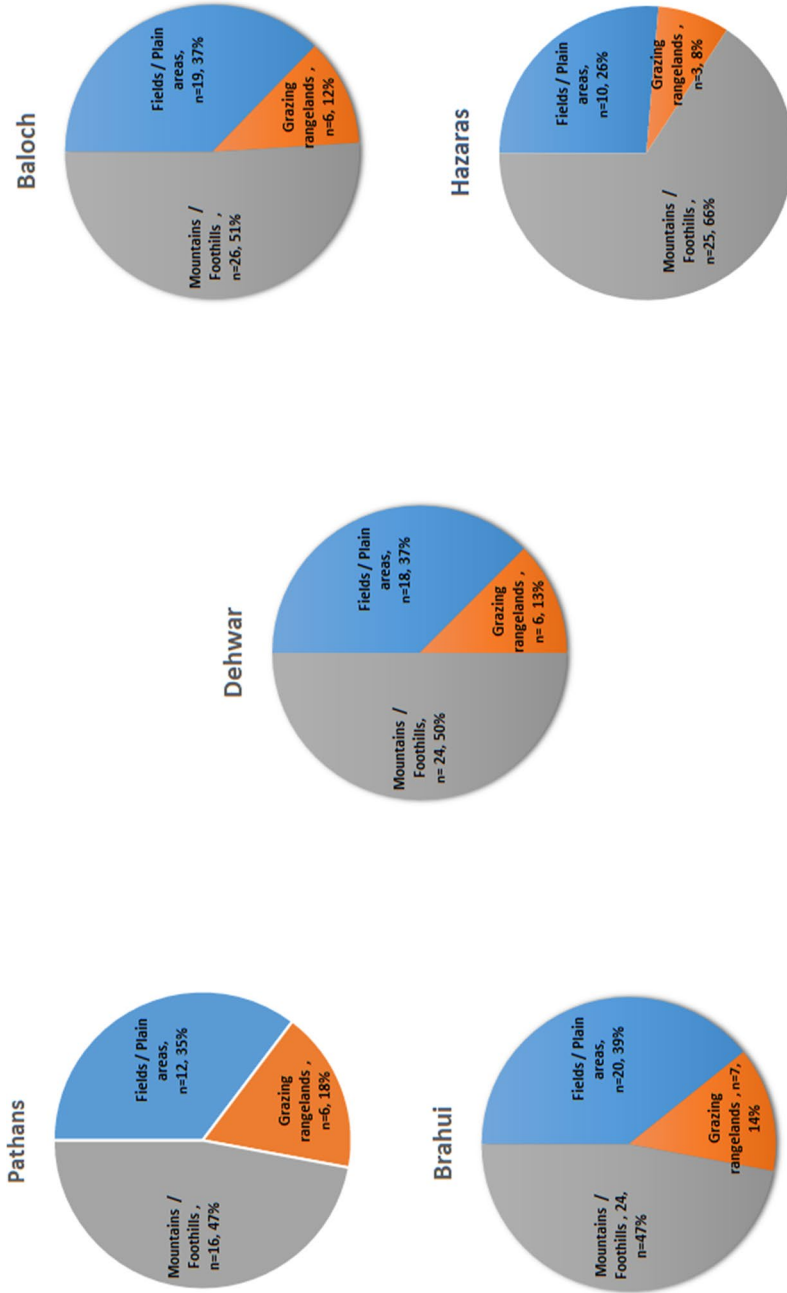 Pathans
Fields / Plain
areas,
n=12, 35%
Grazing
rangelands ,
n=6, 18%
Mountains /
Foothills ,
n=16, 47%
Baloch
Fields / Plain
areas,
n=19, 37%
Grazing
rangelands ,
n=6, 12%
Mountains /
Foothills ,
n=26, 51%
Dehwar
Fields / Plain
areas,
n=18, 37%
Grazing
rangelands ,
n= 6, 13%
Mountains /
Foothills,
n= 24, 50%
Brahui
Fields / Plain
areas,
n=20, 39%
Grazing
rangelands , n=7,
14%
Mountains /
Foothills , 24,
n=47%
Hazaras
Fields / Plain
areas,
n=10, 26%
Grazing
rangelands ,
n=3, 8%
Mountains /
Foothills ,
n=25, 66%